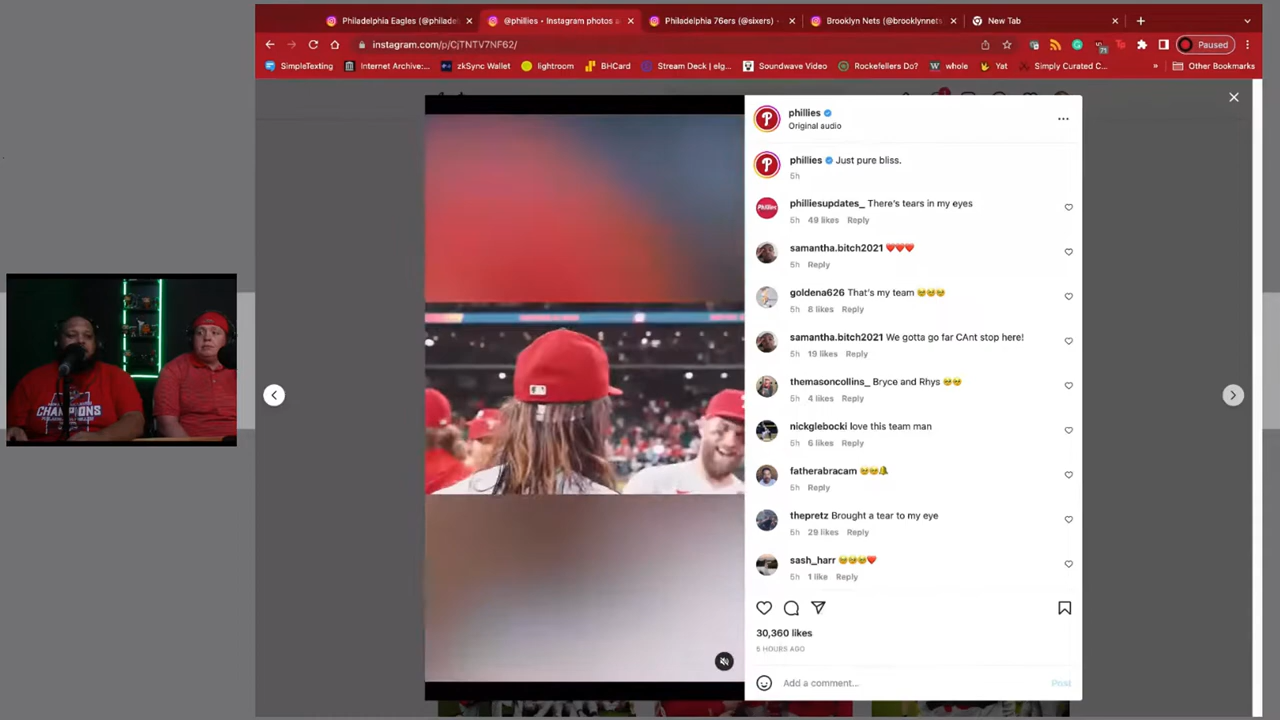 Philadelphia Eagles (@philadel
@phillies • Instagram photos a
Philadelphia 76ers (@sixers) •
Brooklyn Nets (@brooklynnets
New Tab
instagram.com/p/CjTNTV7NF62/
Paused
SimpleTexting
Internet Archive:...
zkSync Wallet
lightroom
BHCard
Stream Deck | elg...
Soundwave Video
Rockefellers Do?
whole
Yat
Simply Curated C...
»
Other Bookmarks
phillies
Original audio
phillies Just pure bliss.
5h
philliesupdates_ There's tears in my eyes
5h 49 likes Reply
samantha.bitch2021 ❤️❤️❤️
5h Reply
goldena626 That's my team 🥹🥹🥹
5h 8 likes Reply
samantha.bitch2021 We gotta go far CAnt stop here!
5h 19 likes Reply
themasoncollins_ Bryce and Rhys 🥹🥹
5h 4 likes Reply
nickglebocki love this team man
5h 6 likes Reply
fatherabracam 🥹🥹🔔
5h Reply
thepretz Brought a tear to my eye
5h 29 likes Reply
sash_harr 🥹🥹🥹❤️
5h 1 like Reply
30,360 likes
5 HOURS AGO
Add a comment...
Post
CHAMPIONS